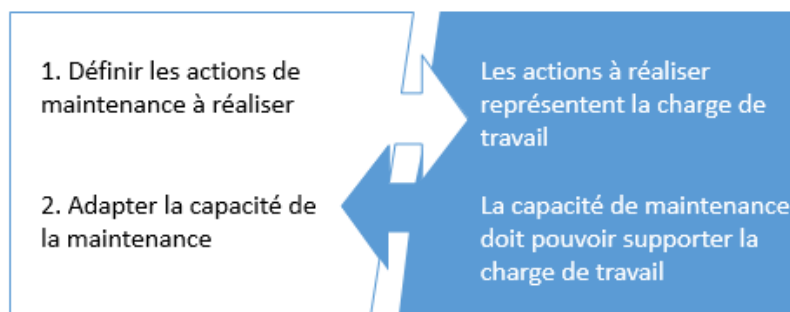 1. Définir les actions de
maintenance à réaliser
Les actions à réaliser
représentent la charge de
travail
2. Adapter la capacité de
la maintenance
La capacité de maintenance
doit pouvoir supporter la
charge de travail